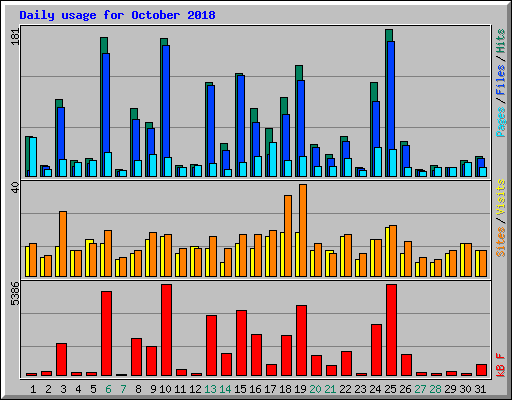 Daily usage for October 2018
181
Pages / Files / Hits
40
Sites / Visits
5386
kB F
1 2 3 4 5 6 7 8 9 10 11 12 13 14 15 16 17 18 19 20 21 22 23 24 25 26 27 28 29 30 31